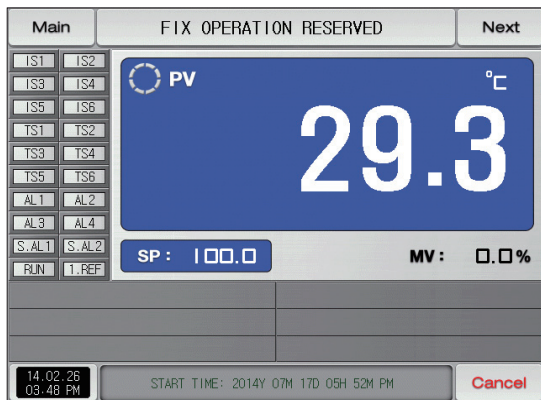 Main FIX OPERATION RESERVED Next
IS1 IS2
IS3 IS4
IS5 IS6
TS1 TS2
TS3 TS4
TS5 TS6
AL1 AL2
AL3 AL4
S.AL1 S.AL2
RUN 1.REF
PV °C
29.3
SP: 100.0 MV: 0.0%
14.02.26
03:48 PM
START TIME: 2014Y 07M 17D 05H 52M PM Cancel